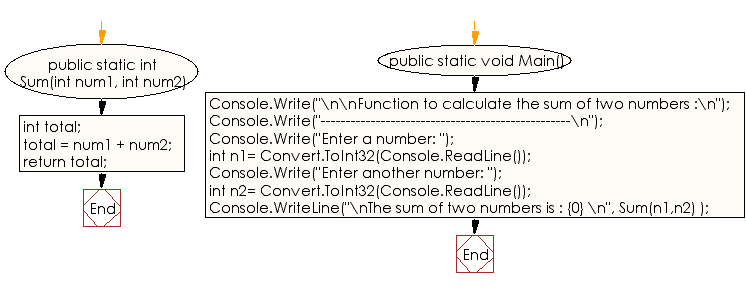 public static int
Sum(int num1, int num2)
int total;
total = num1 + num2;
return total;
End
public static void Main()
Console.Write("\n\nFunction to calculate the sum of two numbers :\n");
Console.Write("--------------------------------------------------\n");
Console.Write("Enter a number: ");
int n1= Convert.ToInt32(Console.ReadLine());
Console.Write("Enter another number: ");
int n2= Convert.ToInt32(Console.ReadLine());
Console.WriteLine("\nThe sum of two numbers is : {0} \n", Sum(n1,n2) );
End